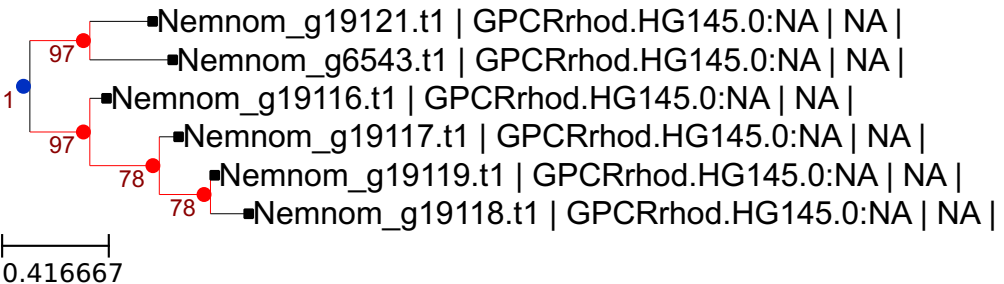 Nemnom_g19121.t1 | GPCRrhod.HG145.0:NA | NA |
97
Nemnom_g6543.t1 | GPCRrhod.HG145.0:NA | NA |
1
Nemnom_g19116.t1 | GPCRrhod.HG145.0:NA | NA |
97
Nemnom_g19117.t1 | GPCRrhod.HG145.0:NA | NA |
78
Nemnom_g19119.t1 | GPCRrhod.HG145.0:NA | NA |
78
Nemnom_g19118.t1 | GPCRrhod.HG145.0:NA | NA |
0.416667